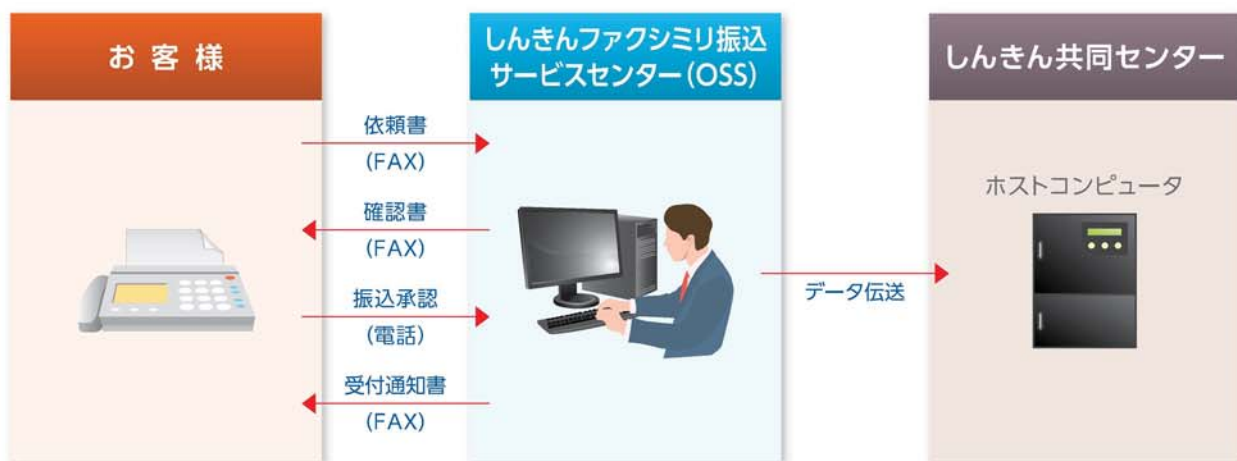 お客様
しんきんファクシミリ振込
サービスセンター(OSS)
しんきん共同センター
依頼書
(FAX)
確認書
(FAX)
振込承認
(電話)
受付通知書
(FAX)
データ伝送
ホストコンピュータ